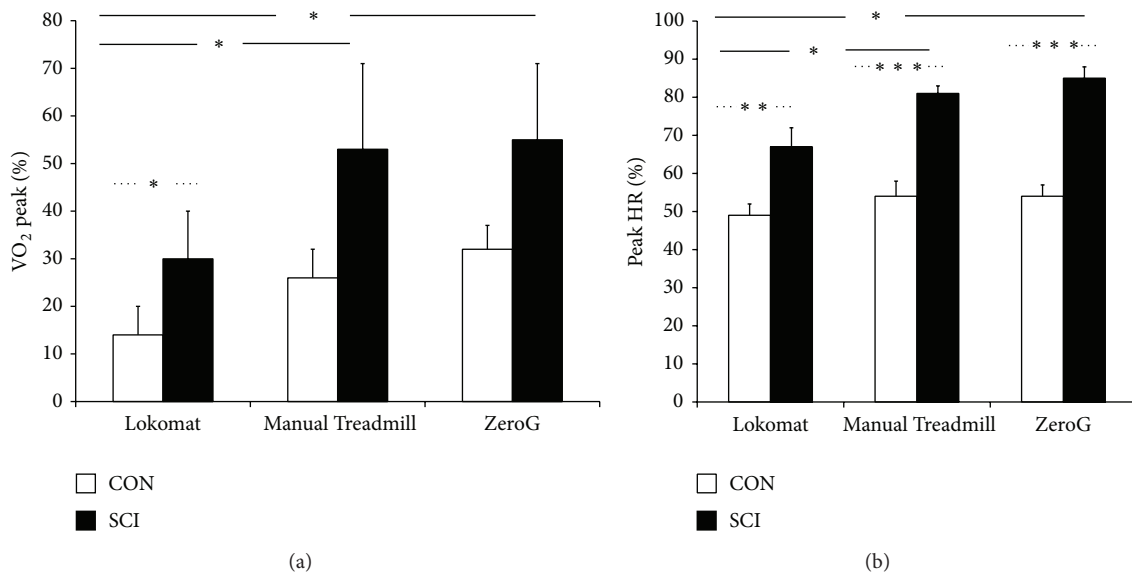 80
70
60
50
40
30
20
10
0
VO₂ peak (%)
*
*
*
Lokomat
Manual Treadmill
ZeroG
CON
SCI
(a)
100
90
80
70
60
50
40
30
20
10
0
Peak HR (%)
*
*
* * *
* * *
* *
Lokomat
Manual Treadmill
ZeroG
CON
SCI
(b)